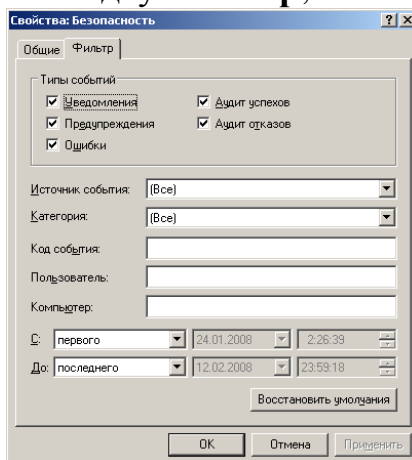 Свойства: Безопасность
Общие Фильтр
Типы событий
Уведомления Аудит успехов
Предупреждения Аудит отказов
Ошибки
Источник события: (Все)
Категория: (Все)
Код события:
Пользователь:
Компьютер:
С: первого 24.01.2008 2:26:39
До: последнего 12.02.2008 23:59:18
Восстановить умолчания
OK Отмена Применить